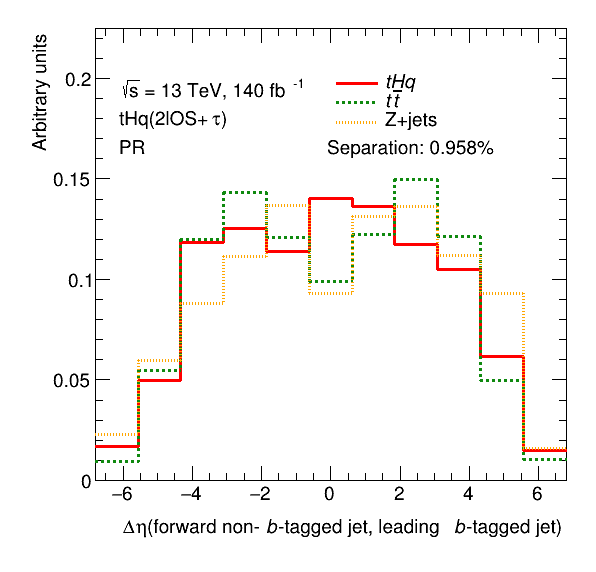 Arbitrary units
0.2
0.15
0.1
0.05
0
√s = 13 TeV, 140 fb⁻¹
tHq(2lOS+ τ)
PR
tHq
tt̅
Z+jets
Separation: 0.958%
−6 −4 −2 0 2 4 6
Δη(forward non- b-tagged jet, leading b-tagged jet)